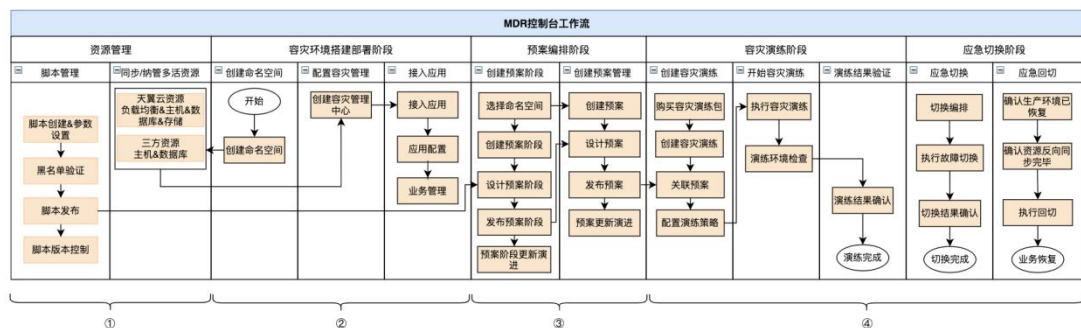 MDR控制台工作流
资源管理
容灾环境搭建部署阶段
预案编排阶段
容灾演练阶段
应急切换阶段
脚本管理
同步/纳管多活资源
创建命名空间
配置容灾管理
接入应用
创建预案阶段
创建预案管理
创建容灾演练
开始容灾演练
演练结果验证
应急切换
应急回切
脚本创建&参数
设置
黑名单验证
脚本发布
脚本版本控制
天翼云资源
负载均衡&主机&数
据库&存储
三方资源
主机&数据库
开始
创建命名空间
创建容灾管理
中心
接入应用
应用配置
业务管理
选择命名空间
创建预案阶段
设计预案阶段
发布预案阶段
预案阶段更新演
进
创建预案
设计预案
发布预案
预案更新演进
购买容灾演练包
创建容灾演练
关联预案
配置演练策略
执行容灾演练
演练环境检查
演练结果确认
演练完成
切换编排
执行故障切换
切换结果确认
切换完成
确认生产环境已
恢复
确认资源反向同
步完毕
执行回切
业务恢复
①
②
③
④